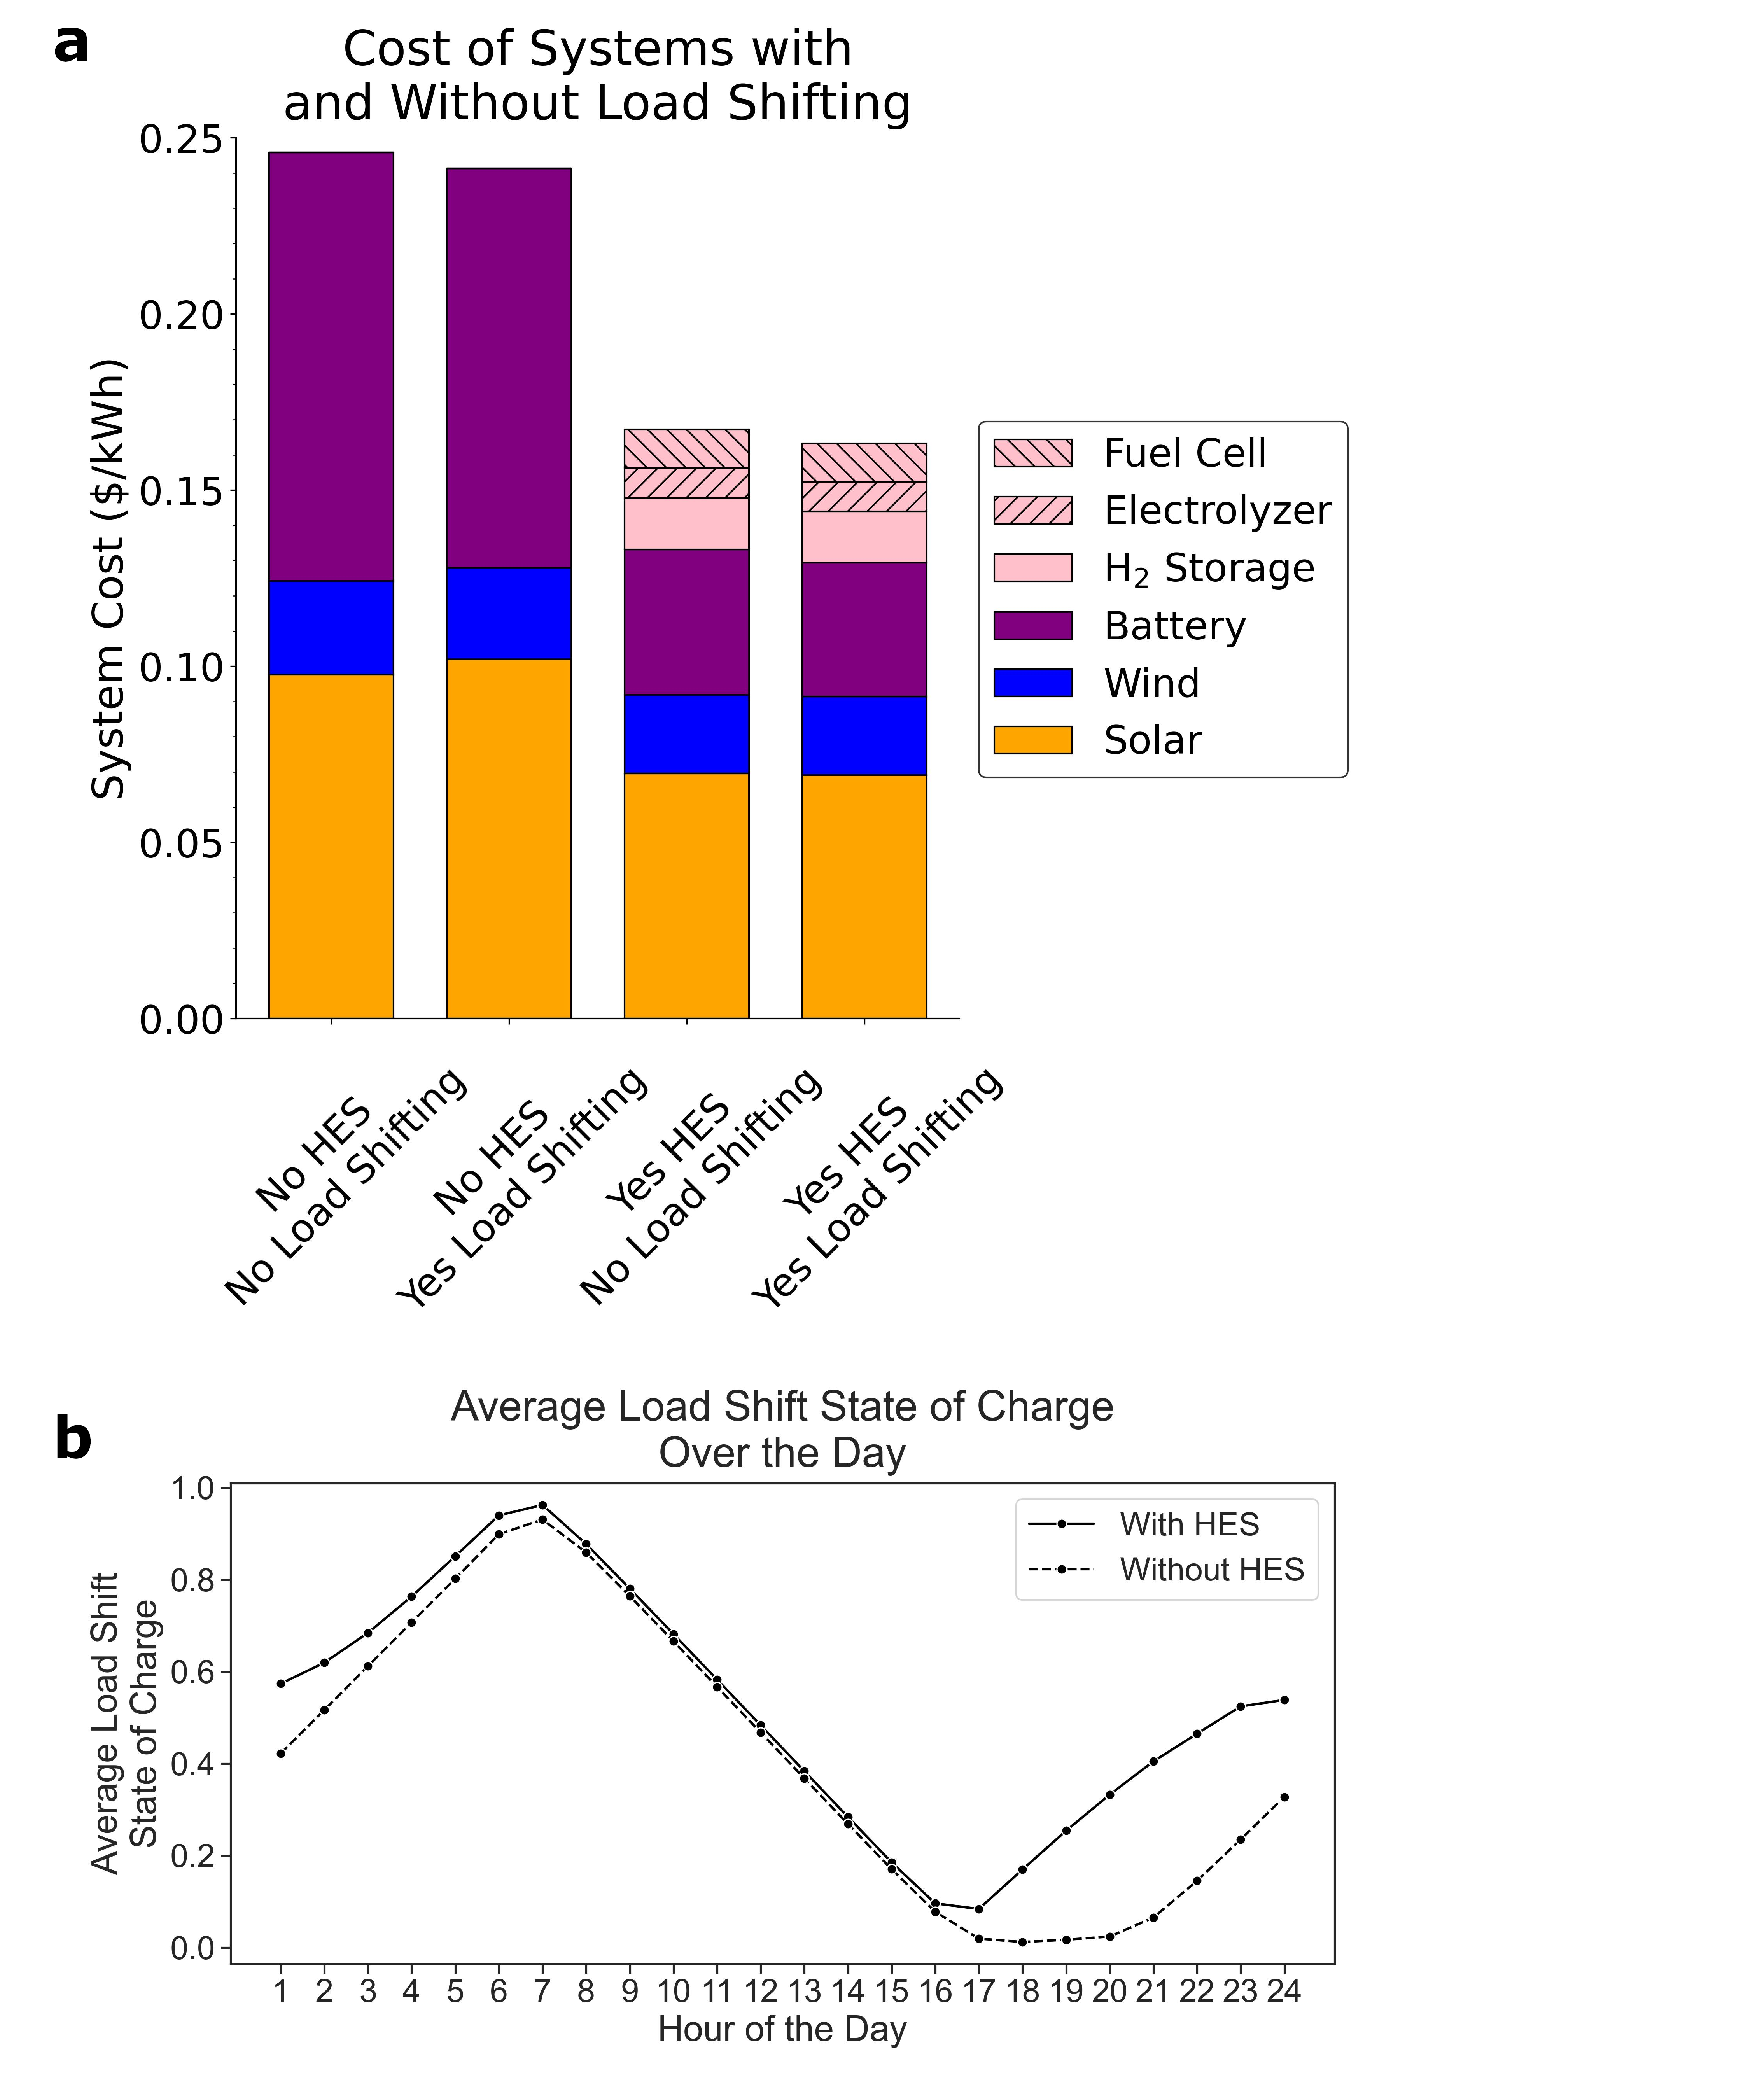 a
Cost of Systems with
and Without Load Shifting
System Cost ($/kWh)
0.25
0.20
0.15
0.10
0.05
0.00
Fuel Cell
Electrolyzer
H₂ Storage
Battery
Wind
Solar
No HES
No Load Shifting
No HES
Yes Load Shifting
Yes HES
No Load Shifting
Yes HES
Yes Load Shifting
b
Average Load Shift State of Charge
Over the Day
Average Load Shift
State of Charge
1.0
0.8
0.6
0.4
0.2
0.0
With HES
Without HES
1 2 3 4 5 6 7 8 9 10 11 12 13 14 15 16 17 18 19 20 21 22 23 24
Hour of the Day